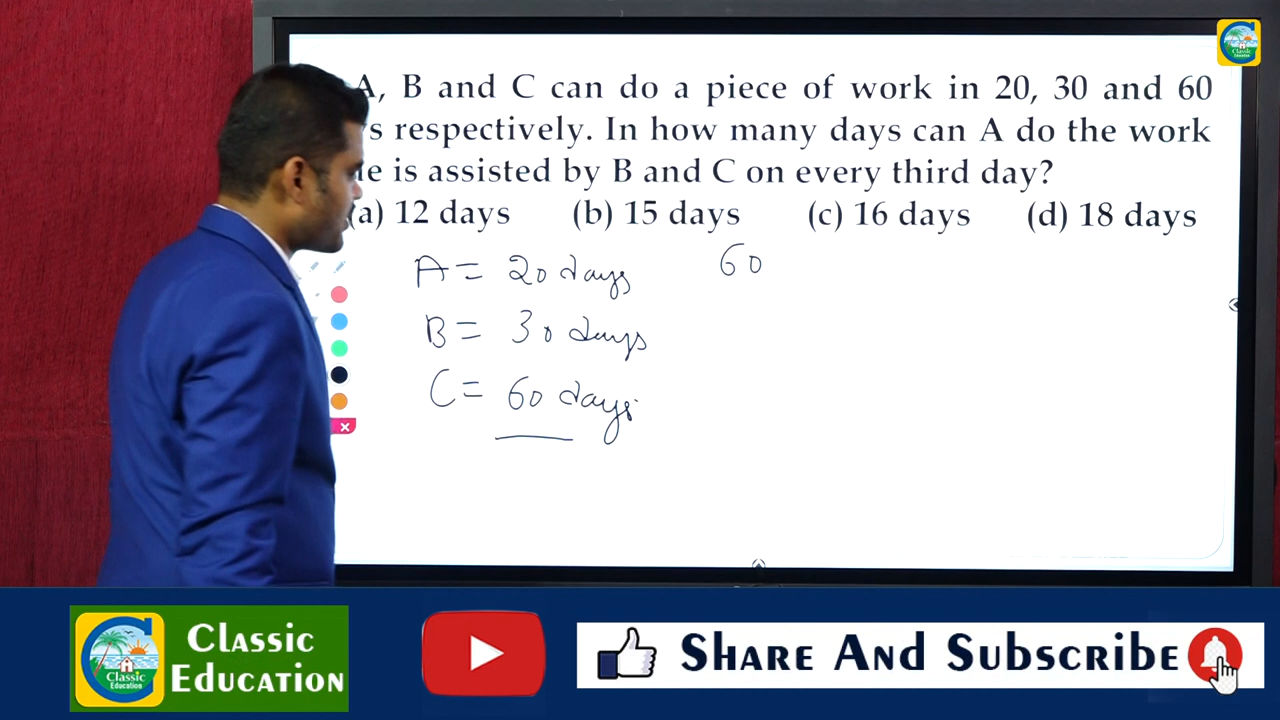 A, B and C can do a piece of work in 20, 30 and 60
s respectively. In how many days can A do the work
e is assisted by B and C on every third day?
(a) 12 days (b) 15 days (c) 16 days (d) 18 days
A = 20 days 60
B = 30 days
C = 60 days
Classic
Education
Classic
Education
SHARE AND SUBSCRIBE